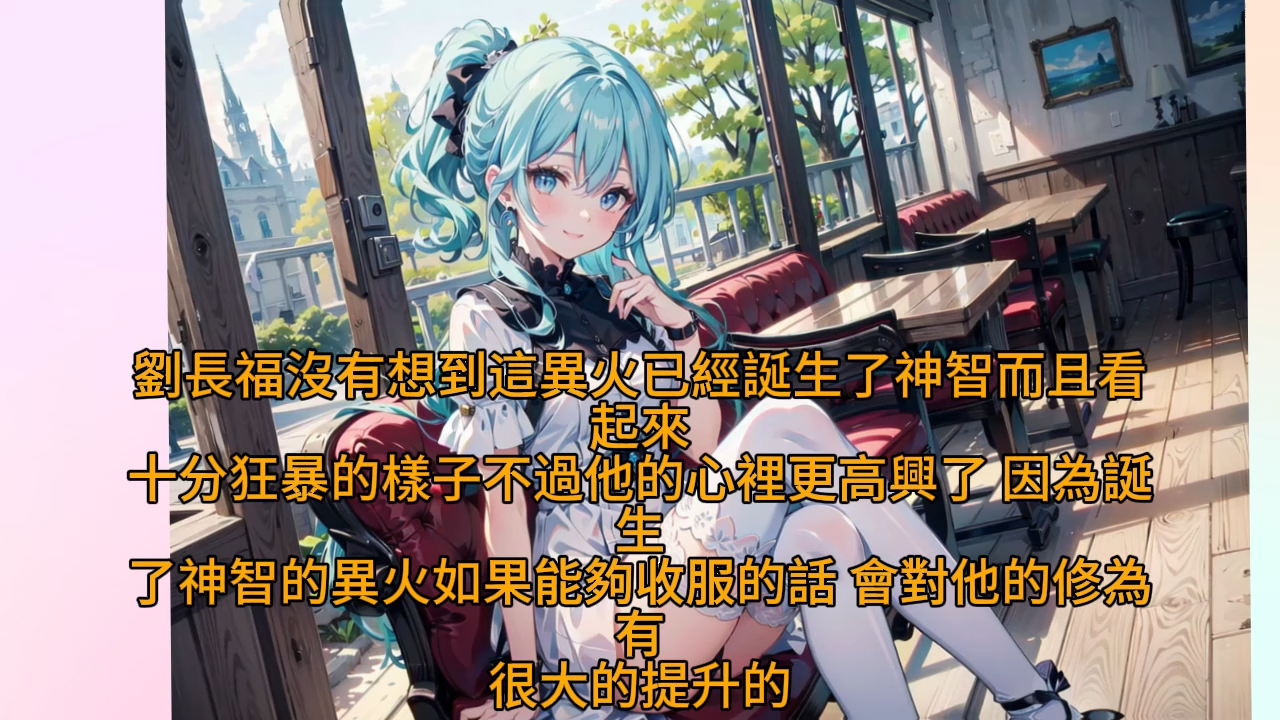 劉長福沒有想到這異火已經誕生了神智而且看
起來
十分狂暴的樣子不過他的心裡更高興了 因為誕
生
了神智的異火如果能夠收服的話 會對他的修為
有
很大的提升的